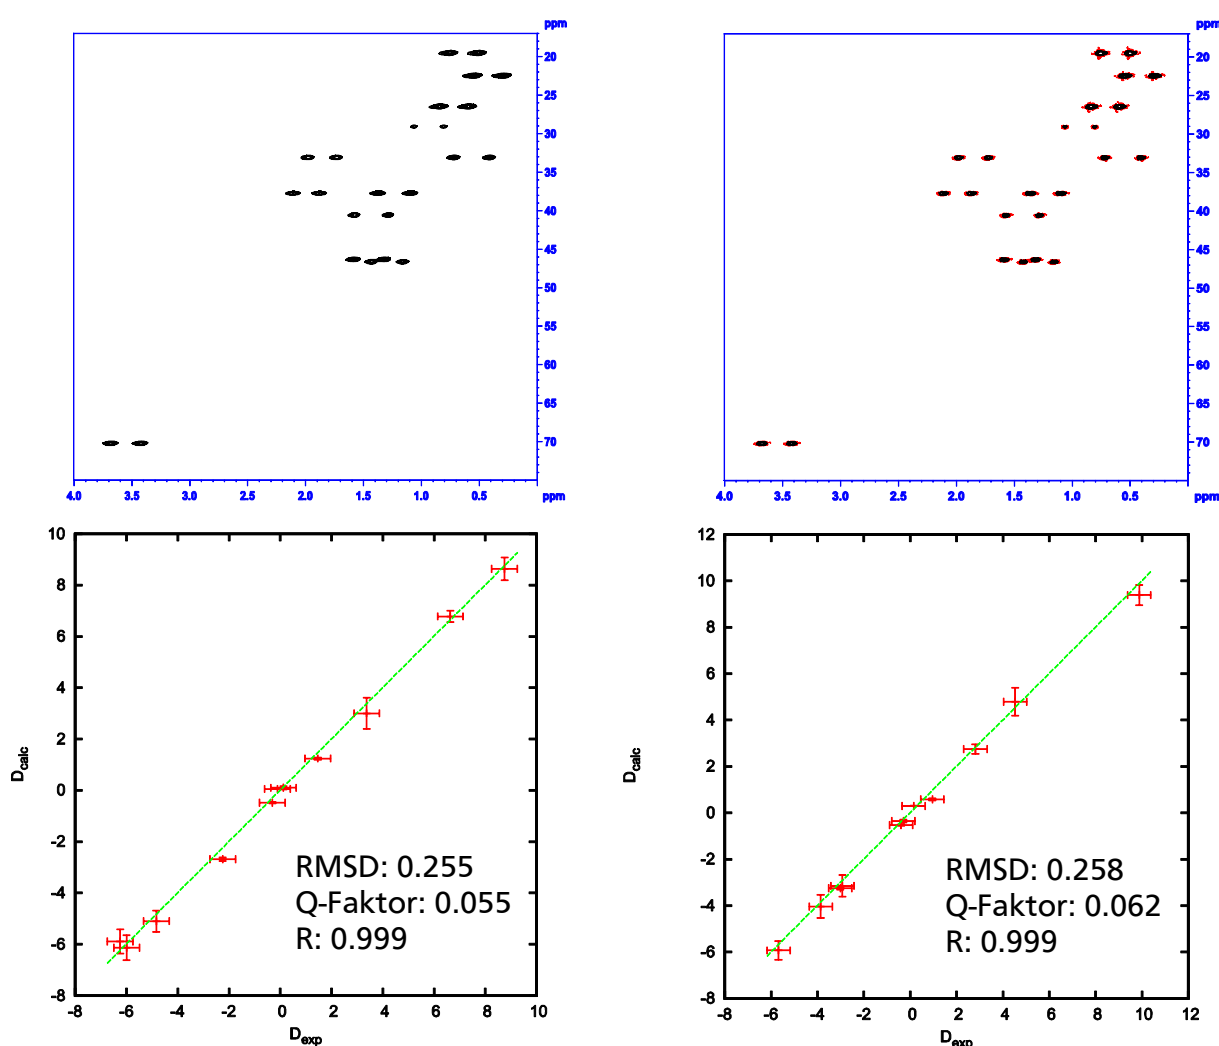 ppm
20
25
30
35
40
45
50
55
60
65
70
4.0 3.5 3.0 2.5 2.0 1.5 1.0 0.5 ppm
ppm
20
25
30
35
40
45
50
55
60
65
70
4.0 3.5 3.0 2.5 2.0 1.5 1.0 0.5 ppm
10
8
6
4
2
0
-2
-4
-6
-8
Dcalc
RMSD: 0.255
Q-Faktor: 0.055
R: 0.999
-8 -6 -4 -2 0 2 4 6 8 10
Dexp
12
10
8
6
4
2
0
-2
-4
-6
-8
Dcalc
RMSD: 0.258
Q-Faktor: 0.062
R: 0.999
-8 -6 -4 -2 0 2 4 6 8 10 12
Dexp